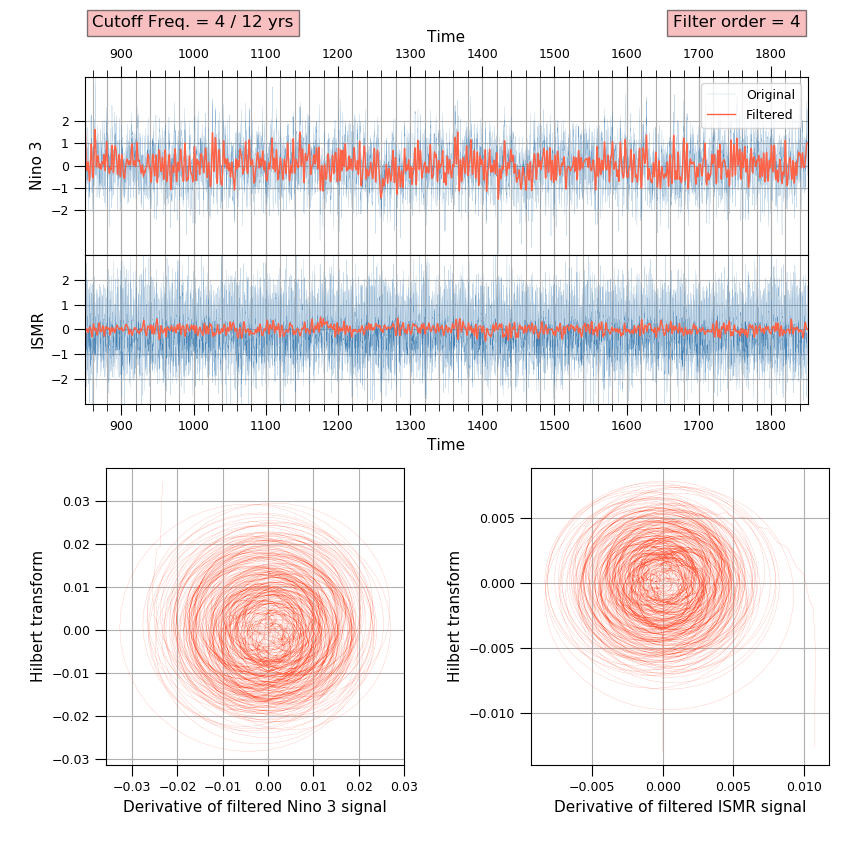 Cutoff Freq. = 4 / 12 yrs
Filter order = 4
Time
900 1000 1100 1200 1300 1400 1500 1600 1700 1800
Original
Filtered
Nino 3
2
1
0
−1
−2
ISMR
2
1
0
−1
−2
900 1000 1100 1200 1300 1400 1500 1600 1700 1800
Time
Hilbert transform
0.03
0.02
0.01
0.00
−0.01
−0.02
−0.03
−0.03 −0.02 −0.01 0.00 0.01 0.02 0.03
Derivative of filtered Nino 3 signal
Hilbert transform
0.005
0.000
−0.005
−0.010
−0.005 0.000 0.005 0.010
Derivative of filtered ISMR signal